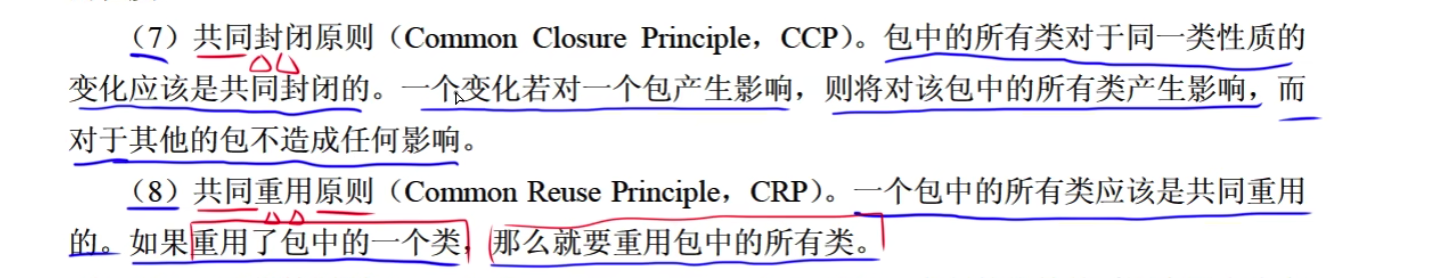 （7）共同封闭原则（Common Closure Principle，CCP）。包中的所有类对于同一类性质的
变化应该是共同封闭的。一个变化若对一个包产生影响，则将对该包中的所有类产生影响，而
对于其他的包不造成任何影响。
（8）共同重用原则（Common Reuse Principle，CRP）。一个包中的所有类应该是共同重用
的。如果重用了包中的一个类，那么就要重用包中的所有类。